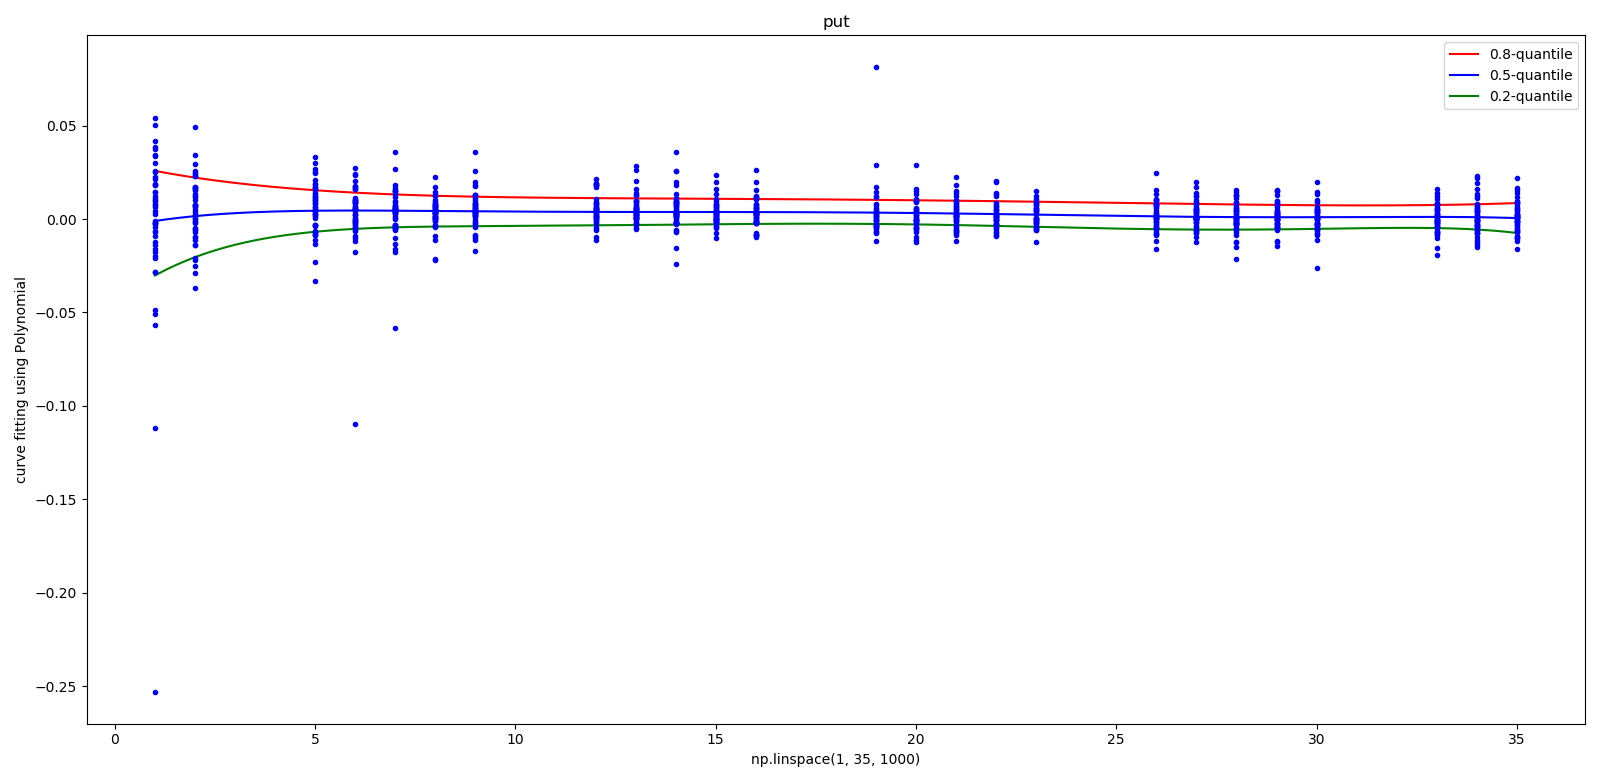 put
0.8-quantile
0.5-quantile
0.2-quantile
0.05
0.00
−0.05
−0.10
−0.15
−0.20
−0.25
curve fitting using Polynomial
0 5 10 15 20 25 30 35
np.linspace(1, 35, 1000)